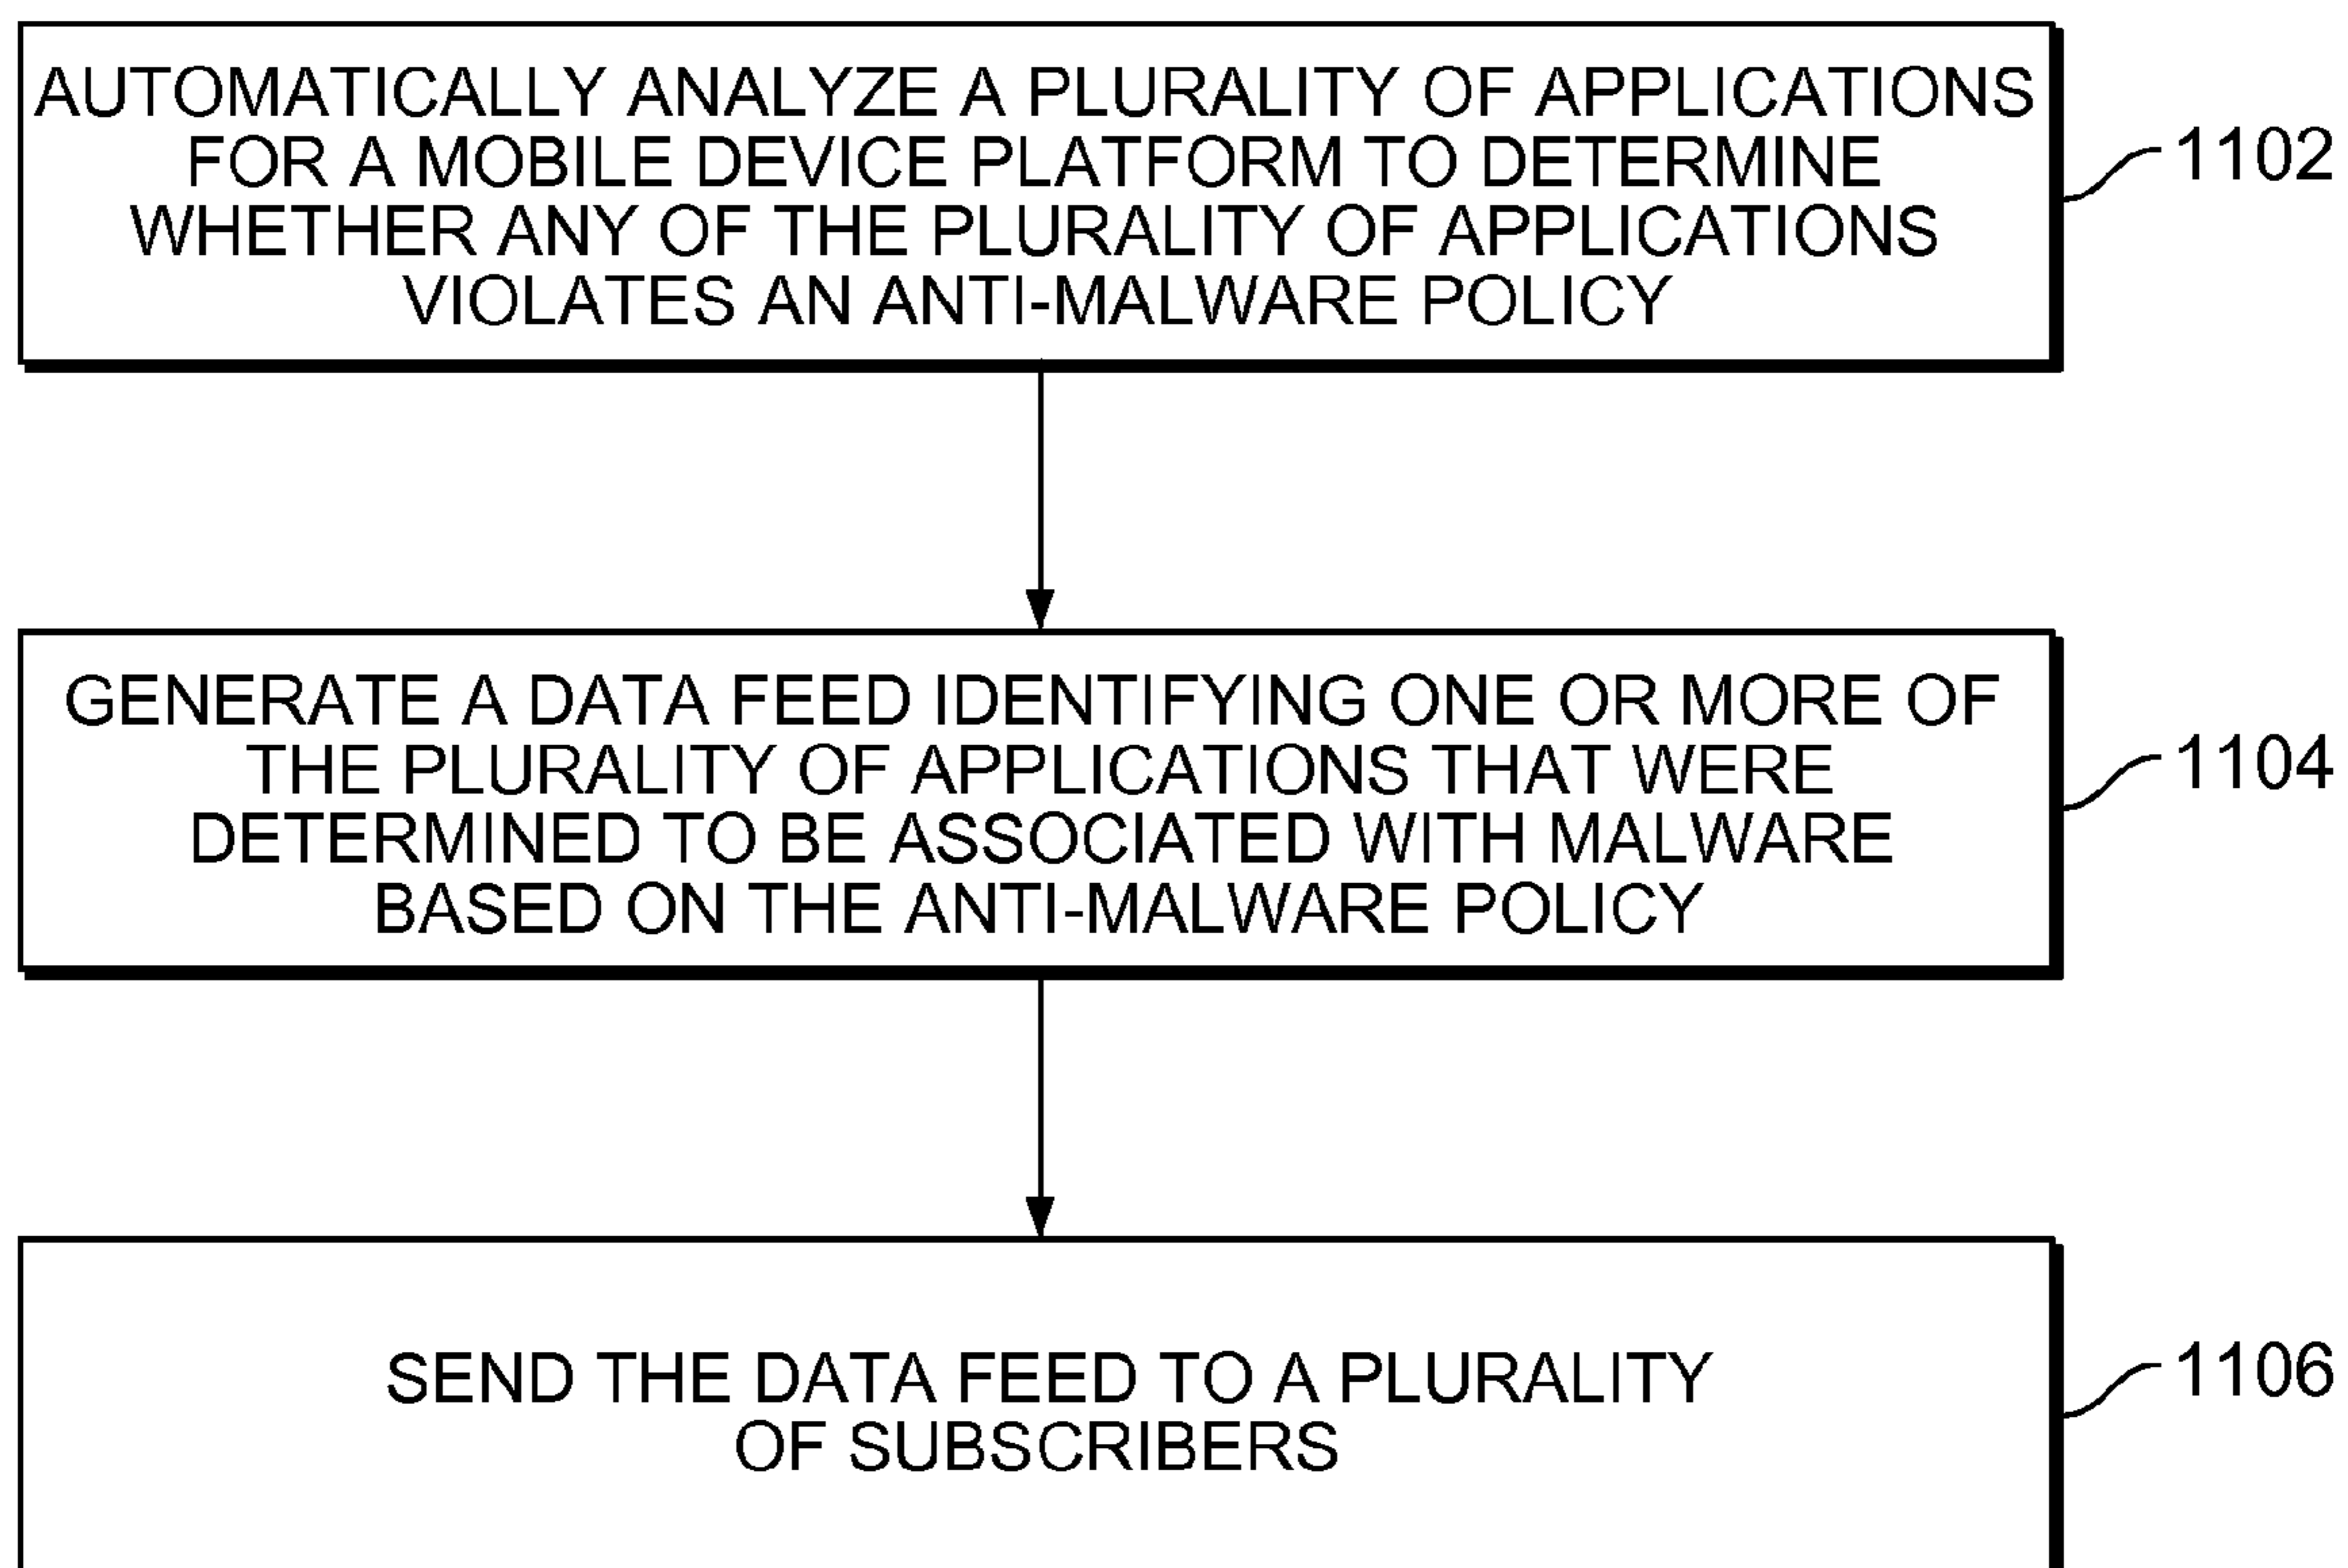 AUTOMATICALLY ANALYZE A PLURALITY OF APPLICATIONS
FOR A MOBILE DEVICE PLATFORM TO DETERMINE
WHETHER ANY OF THE PLURALITY OF APPLICATIONS
VIOLATES AN ANTI-MALWARE POLICY
1102
GENERATE A DATA FEED IDENTIFYING ONE OR MORE OF
THE PLURALITY OF APPLICATIONS THAT WERE
DETERMINED TO BE ASSOCIATED WITH MALWARE
BASED ON THE ANTI-MALWARE POLICY
1104
SEND THE DATA FEED TO A PLURALITY
OF SUBSCRIBERS
1106